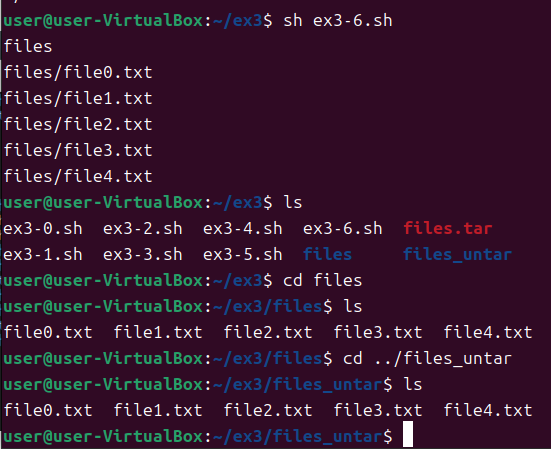 user@user-VirtualBox:~/ex3$ sh ex3-6.sh
files
files/file0.txt
files/file1.txt
files/file2.txt
files/file3.txt
files/file4.txt
user@user-VirtualBox:~/ex3$ ls
ex3-0.sh  ex3-2.sh  ex3-4.sh  ex3-6.sh  files.tar
ex3-1.sh  ex3-3.sh  ex3-5.sh  files     files_untar
user@user-VirtualBox:~/ex3$ cd files
user@user-VirtualBox:~/ex3/files$ ls
file0.txt  file1.txt  file2.txt  file3.txt  file4.txt
user@user-VirtualBox:~/ex3/files$ cd ../files_untar
user@user-VirtualBox:~/ex3/files_untar$ ls
file0.txt  file1.txt  file2.txt  file3.txt  file4.txt
user@user-VirtualBox:~/ex3/files_untar$